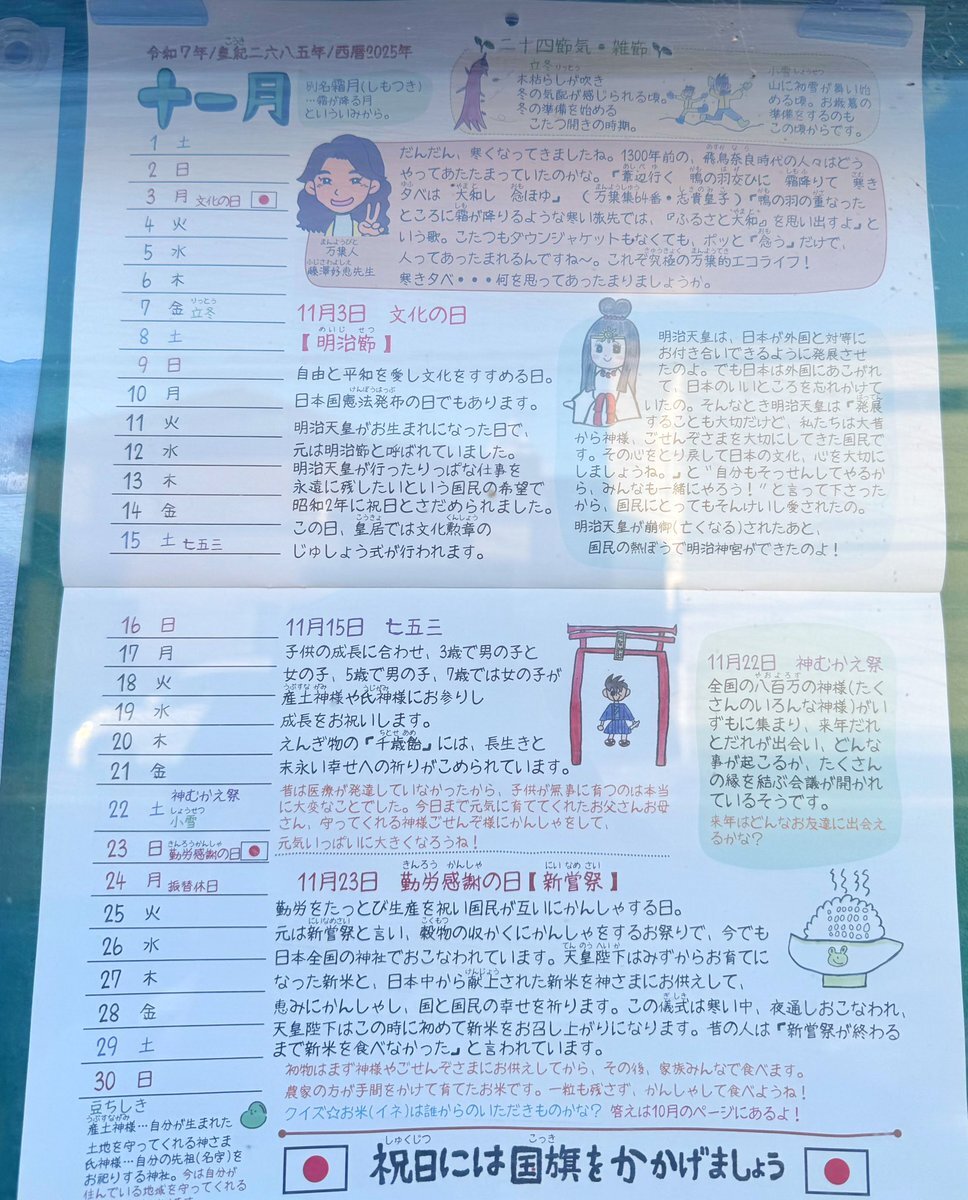 令和7年/皇紀二六八五年/西暦2025年
十一月
別名霜月(しもつき)
…霜が降る月
といういみから。
二十四節気・雑節
立冬
木枯らしが吹き
冬の気配が感じられる頃。
冬の準備を始める
こたつ開きの時期。
小雪
山に初雪が舞い始
める頃。お歳暮の
準備をするのも
この頃からです。
1 土
2 日
3 月 文化の日
4 火
5 水
6 木
7 金 立冬
8 土
9 日
10 月
11 火
12 水
13 木
14 金
15 土 七五三
だんだん、寒くなってきましたね。1300年前の、飛鳥奈良時代の人々はどう
やってあたたまっていたのかな。『葦辺行く 鴨の羽交ひに 霜降りて 寒き
夕べは 大和し 念ほゆ』 (万葉集64番・志貴皇子)『鴨の羽の重なった
ところに霜が降りるような寒い旅先では、『ふるさと大和』を思い出すよ』と
いう歌。こたつもダウンジャケットもなくても、ポッと『念う』だけで、
人ってあったまれるんですね〜。これぞ究極の万葉的エコライフ!
寒き夕べ・・・何を思ってあったまりましょうか。
万葉人
藤澤好恵先生
11月3日 文化の日
【明治節】
自由と平和を愛し文化をすすめる日。
日本国憲法発布の日でもあります。
明治天皇がお生まれになった日で、
元は明治節と呼ばれていました。
明治天皇が行ったりっぱな仕事を
永遠に残したいという国民の希望で
昭和2年に祝日とさだめられました。
この日、皇居では文化勲章の
じゅしょう式が行われます。
明治天皇は、日本が外国と対等に
お付き合いできるように発展させ
たのよ。でも日本は外国にあこがれ
て、日本のいいところを忘れかけて
いたの。そんなとき明治天皇は『発展
することも大切だけど、私たちは大昔
から神様、ごせんぞさまを大切にしてきた国民で
す。その心をとり戻して日本の文化、心を大切に
しましょうね。』と“自分もそっせんしてやるか
ら、みんなも一緒にやろう!”と言って下さった
から、国民にとってもそんけいし愛されたの。
明治天皇が崩御(亡くなる)されたあと、
国民の熱ぼうで明治神宮ができたのよ!
16 日
17 月
18 火
19 水
20 木
21 金
22 土 神むかえ祭
小雪
23 日 勤労感謝の日
24 月 振替休日
25 火
26 水
27 木
28 金
29 土
30 日
11月15日 七五三
子供の成長に合わせ、3歳で男の子と
女の子、5歳で男の子、7歳では女の子が
産土神様や氏神様にお参りし
成長をお祝いします。
えんぎ物の『千歳飴』には、長生きと
末永い幸せへの祈りがこめられています。
昔は医療が発達していなかったから、子供が無事に育つのは本当
に大変なことでした。今日まで元気に育ててくれたお父さんお母
さん、守ってくれる神様ごせんぞ様にかんしゃをして、
元気いっぱいに大きくなろうね!
11月22日 神むかえ祭
全国の八百万の神様(たく
さんのいろんな神様)がい
ずもに集まり、来年だれ
とだれが出会い、どんな
事が起こるか、たくさん
の縁を結ぶ会議が開かれ
ているそうです。
来年はどんなお友達に出会え
るかな?
11月23日 勤労感謝の日【新嘗祭】
勤労をたっとび生産を祝い国民が互いにかんしゃする日。
元は新嘗祭と言い、穀物の収かくにかんしゃをするお祭りで、今でも
日本全国の神社でおこなわれています。天皇陛下はみずからお育てに
なった新米と、日本中から献上された新米を神さまにお供えして、
恵みにかんしゃし、国と国民の幸せを祈ります。この儀式は寒い中、夜通しおこなわれ、
天皇陛下はこの時に初めて新米をお召し上がりになります。昔の人は『新嘗祭が終わる
まで新米を食べなかった』と言われています。
初物はまず神様やごせんぞさまにお供えしてから、その後、家族みんなで食べます。
農家の方が手間をかけて育てたお米です。一粒も残さず、かんしゃして食べようね!
クイズ☆お米(イネ)は誰からのいただきものかな? 答えは10月のページにあるよ!
豆ちしき
産土神様…自分が生まれた
土地を守ってくれる神さま
氏神様…自分の先祖(名字)を
お祀りする神社。今は自分が
住んでいる地域を守ってくれる
祝日には国旗をかかげましょう